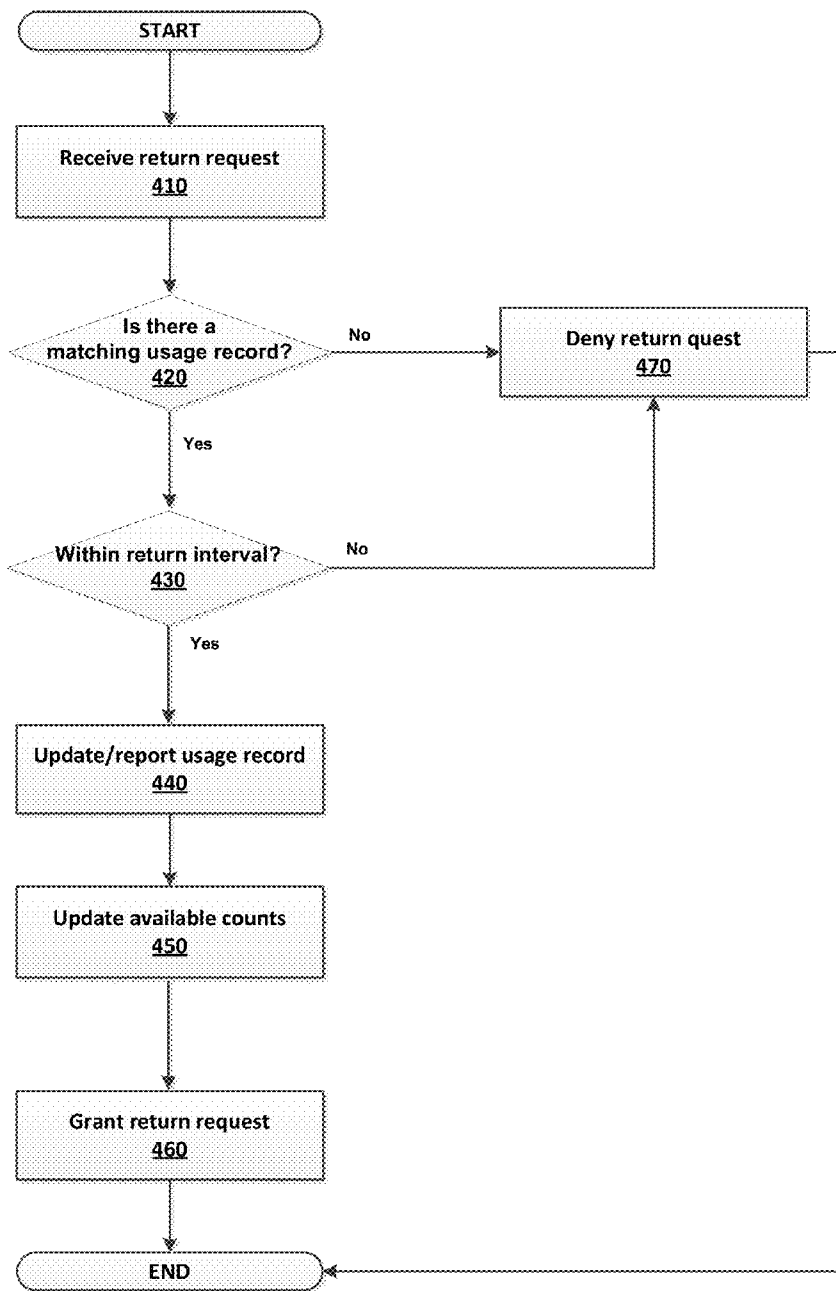 START
Receive return request
410
Is there a
matching usage record?
420
No
Deny return quest
470
Yes
Within return interval?
430
No
Yes
Update/report usage record
440
Update available counts
450
Grant return request
460
END